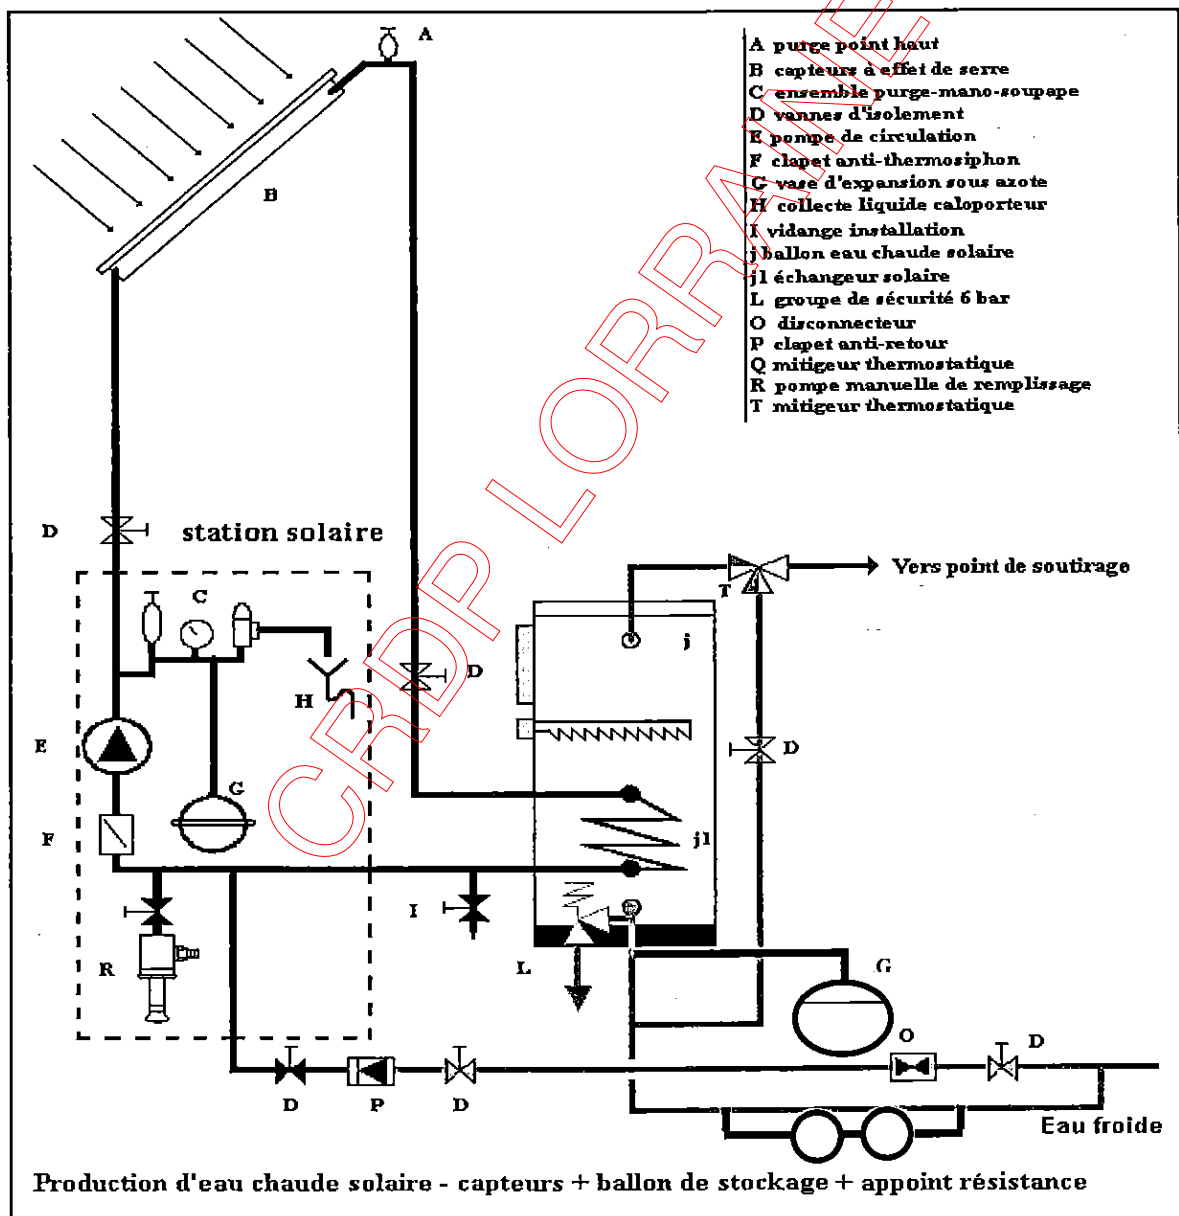 A
A purge point haut
B capteurs à effet de serre
C ensemble purge-mano-soupape
D vannes d'isolement
E pompe de circulation
F clapet anti-thermosiphon
G vase d'expansion sous azote
H collecte liquide caloporteur
I vidange installation
j ballon eau chaude solaire
j1 échangeur solaire
L groupe de sécurité 6 bar
O disconnecteur
P clapet anti-retour
Q mitigeur thermostatique
R pompe manuelle de remplissage
T mitigeur thermostatique
B
CRDP LORRAINE
D
station solaire
Vers point de soutirage
T
C
j
D
H
E
D
G
F
j1
I
R
L
G
O
D
D
P
D
Eau froide
Production d'eau chaude solaire - capteurs + ballon de stockage + appoint résistance